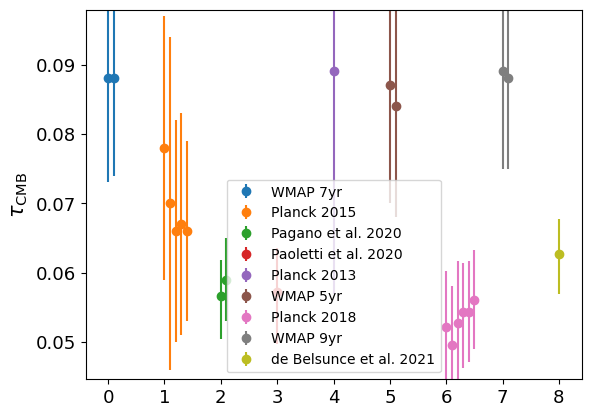 τCMB
0.09
0.08
0.07
0.06
0.05
WMAP 7yr
Planck 2015
Pagano et al. 2020
Paoletti et al. 2020
Planck 2013
WMAP 5yr
Planck 2018
WMAP 9yr
de Belsunce et al. 2021
0 1 2 3 4 5 6 7 8